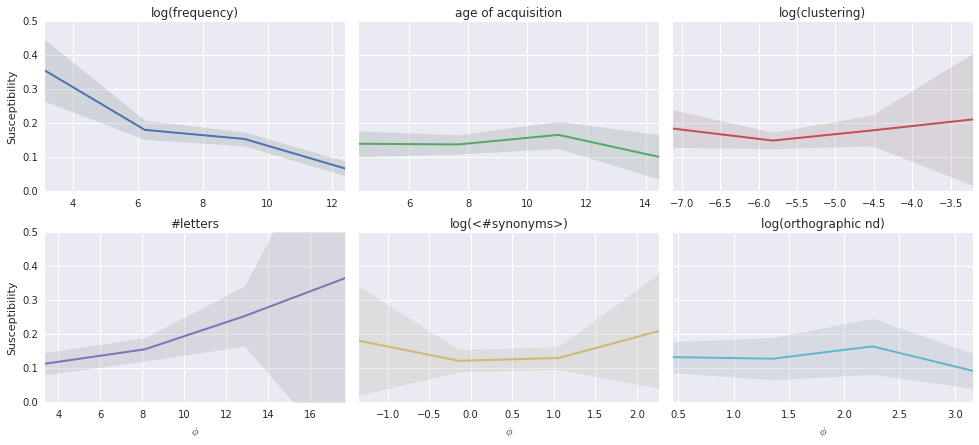 log(frequency) age of acquisition log(clustering)
Susceptibility
0.5
0.4
0.3
0.2
0.1
0.0
4 6 8 10 12
6 8 10 12 14
−7.0 −6.5 −6.0 −5.5 −5.0 −4.5 −4.0 −3.5
#letters log(<#synonyms>) log(orthographic nd)
Susceptibility
0.5
0.4
0.3
0.2
0.1
0.0
4 6 8 10 12 14 16
−1.0 −0.5 0.0 0.5 1.0 1.5 2.0
0.5 1.0 1.5 2.0 2.5 3.0
ϕ ϕ ϕ